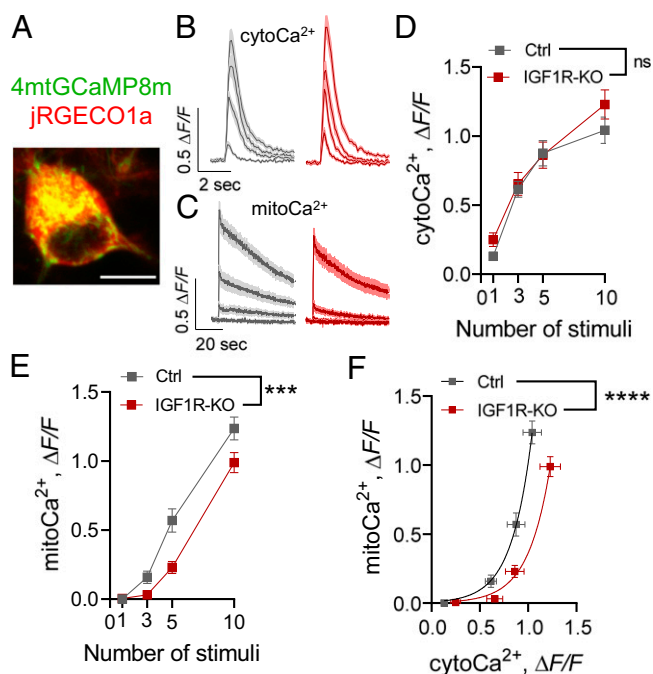 A
4mtGCaMP8m
jRGECO1a
B
cytoCa²⁺
0.5 ΔF/F
2 sec
C
mitoCa²⁺
0.5 ΔF/F
20 sec
D
Ctrl
IGF1R-KO
ns
cytoCa²⁺, ΔF/F
1.5
1.0
0.5
0.0
0 1 3 5 10
Number of stimuli
E
Ctrl
IGF1R-KO
***
mitoCa²⁺, ΔF/F
1.5
1.0
0.5
0.0
0 1 3 5 10
Number of stimuli
F
Ctrl
IGF1R-KO
****
mitoCa²⁺, ΔF/F
1.5
1.0
0.5
0.0
0.0 0.5 1.0 1.5
cytoCa²⁺, ΔF/F